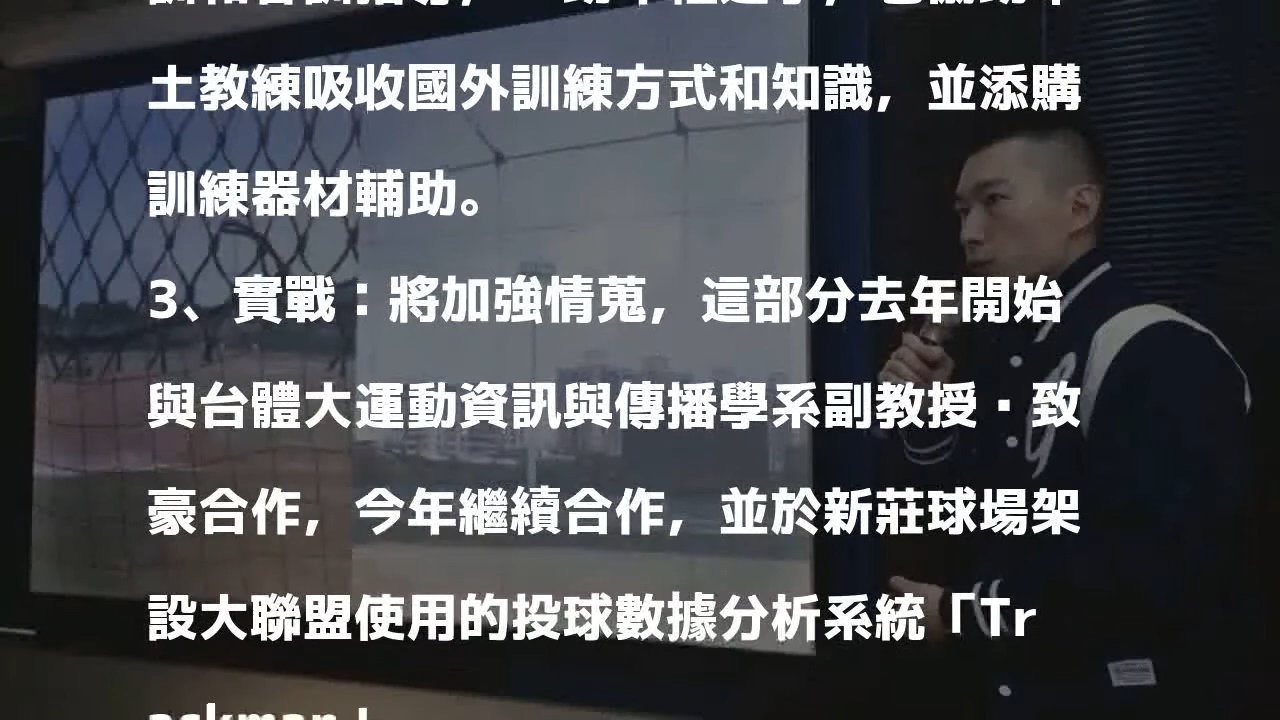 土教練吸收國外訓練方式和知識，並添購
訓練器材輔助。
3、實戰：將加強情蒐，這部分去年開始
與台體大運動資訊與傳播學系副教授·致
豪合作，今年繼續合作，並於新莊球場架
設大聯盟使用的投球數據分析系統「Tr
ackman」